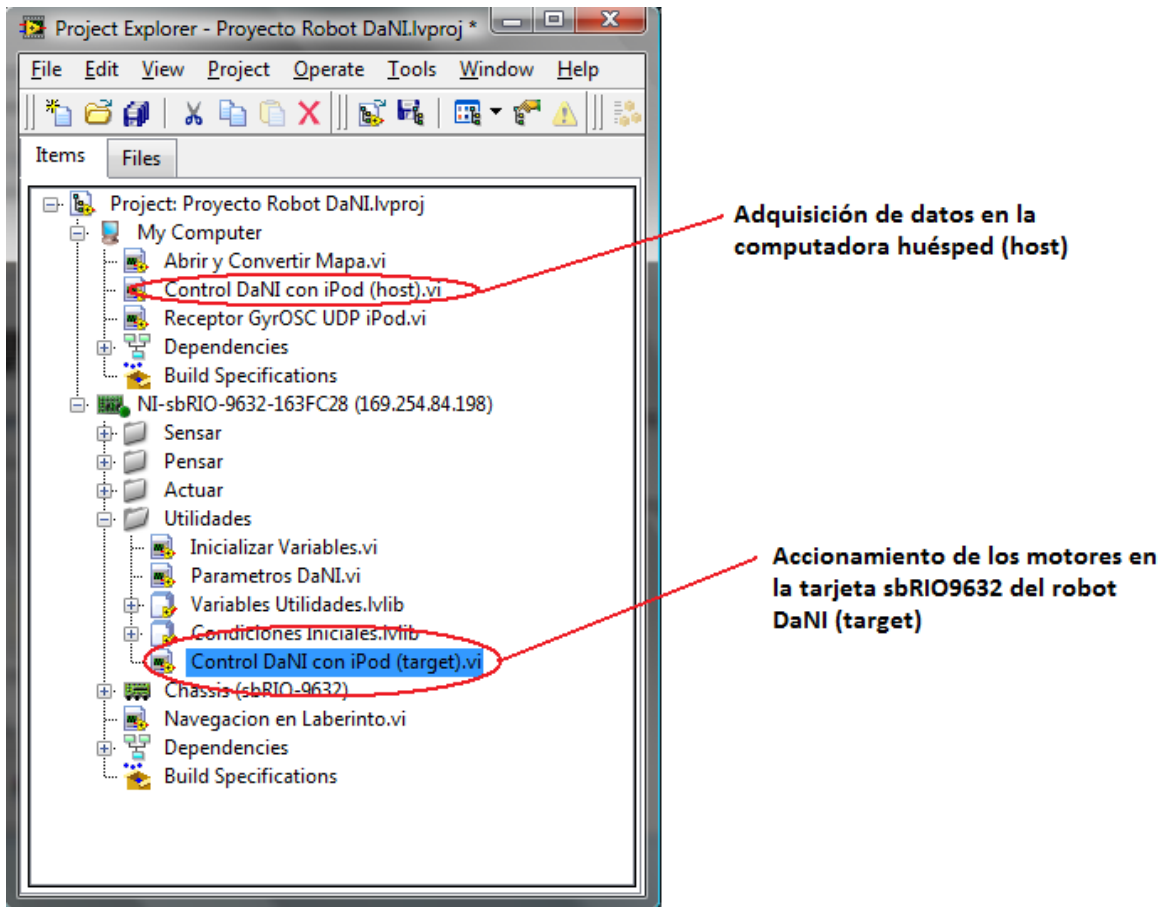 Project Explorer - Proyecto Robot DaNI.lvproj *
File Edit View Project Operate Tools Window Help
Items Files
Project: Proyecto Robot DaNI.lvproj
My Computer
Abrir y Convertir Mapa.vi
Control DaNI con iPod (host).vi
Receptor GyrOSC UDP iPod.vi
Dependencies
Build Specifications
NI-sbRIO-9632-163FC28 (169.254.84.198)
Sensar
Pensar
Actuar
Utilidades
Inicializar Variables.vi
Parametros DaNI.vi
Variables Utilidades.lvlib
Condiciones Iniciales.lvlib
Control DaNI con iPod (target).vi
Chassis (sbRIO-9632)
Navegacion en Laberinto.vi
Dependencies
Build Specifications
Adquisición de datos en la
computadora huésped (host)
Accionamiento de los motores en
la tarjeta sbRIO9632 del robot
DaNI (target)